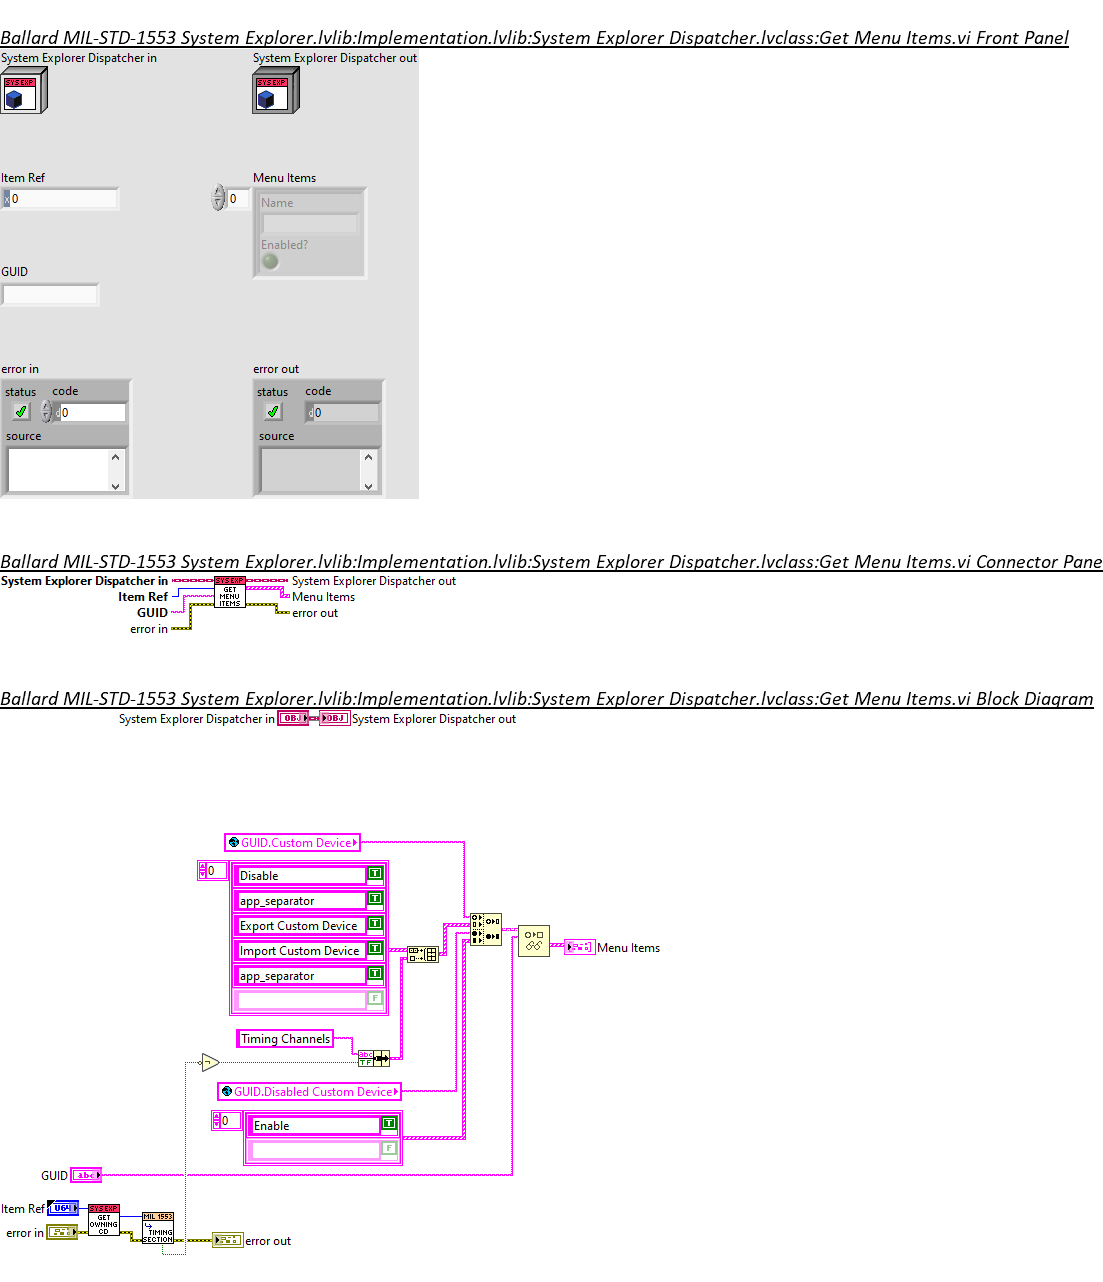 Ballard MIL-STD-1553 System Explorer.lvlib:Implementation.lvlib:System Explorer Dispatcher.lvclass:Get Menu Items.vi Front Panel
System Explorer Dispatcher in
System Explorer Dispatcher out
SYS EXP
SYS EXP
Item Ref
Menu Items
x 0
0
Name
Enabled?
GUID
error in
error out
status code
status code
d 0
d 0
source
source
Ballard MIL-STD-1553 System Explorer.lvlib:Implementation.lvlib:System Explorer Dispatcher.lvclass:Get Menu Items.vi Connector Pane
System Explorer Dispatcher in
SYS EXP
System Explorer Dispatcher out
Item Ref
GET
MENU
ITEMS
Menu Items
GUID
error out
error in
Ballard MIL-STD-1553 System Explorer.lvlib:Implementation.lvlib:System Explorer Dispatcher.lvclass:Get Menu Items.vi Block Diagram
System Explorer Dispatcher in
OBJ
OBJ
System Explorer Dispatcher out
GUID.Custom Device
0
Disable T
app_separator T
Export Custom Device T
Import Custom Device T
app_separator T
F
Menu Items
Timing Channels
abc
TF
GUID.Disabled Custom Device
0
Enable T
F
GUID
abc
Item Ref
U64
SYS EXP
GET
OWNING
CD
MIL 1553
TIMING
SECTION
error in
error out